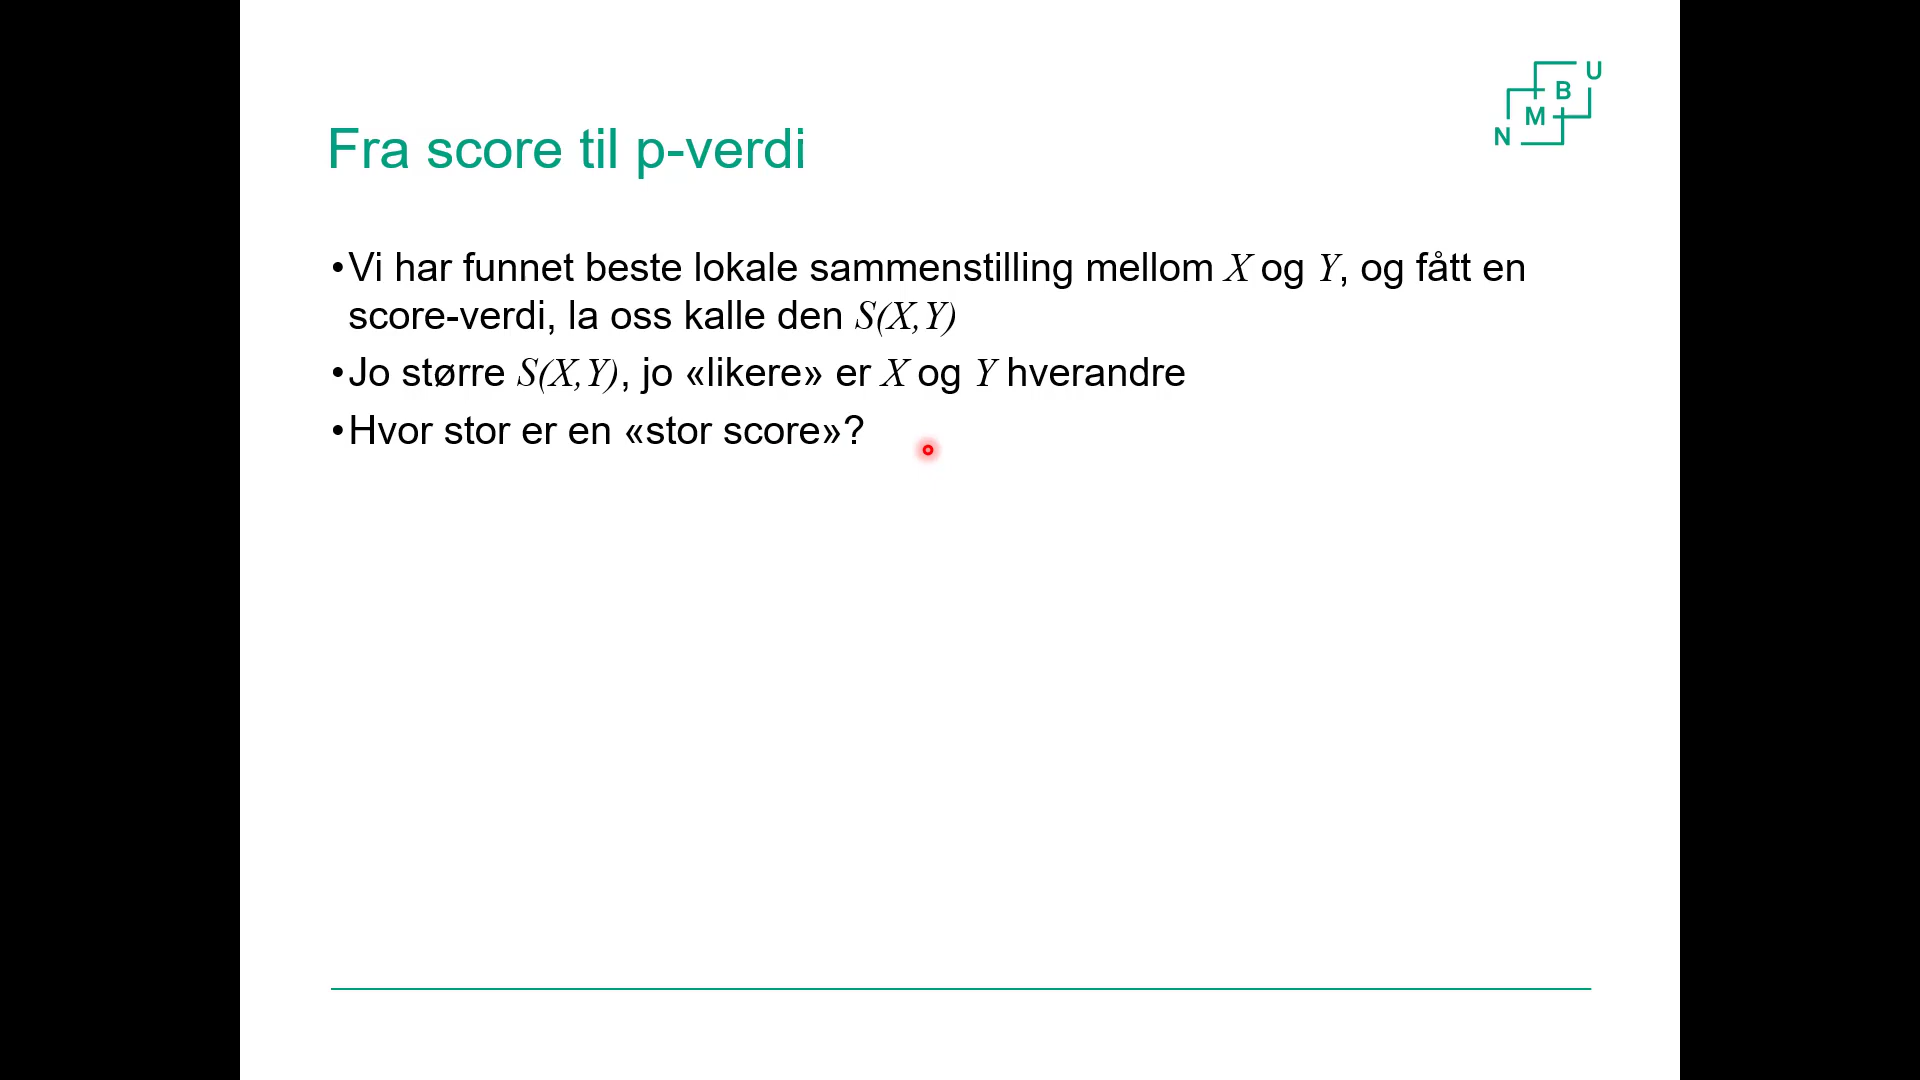 N M B U
Fra score til p-verdi
•Vi har funnet beste lokale sammenstilling mellom X og Y, og fått en
score-verdi, la oss kalle den S(X,Y)
•Jo større S(X,Y), jo «likere» er X og Y hverandre
•Hvor stor er en «stor score»?